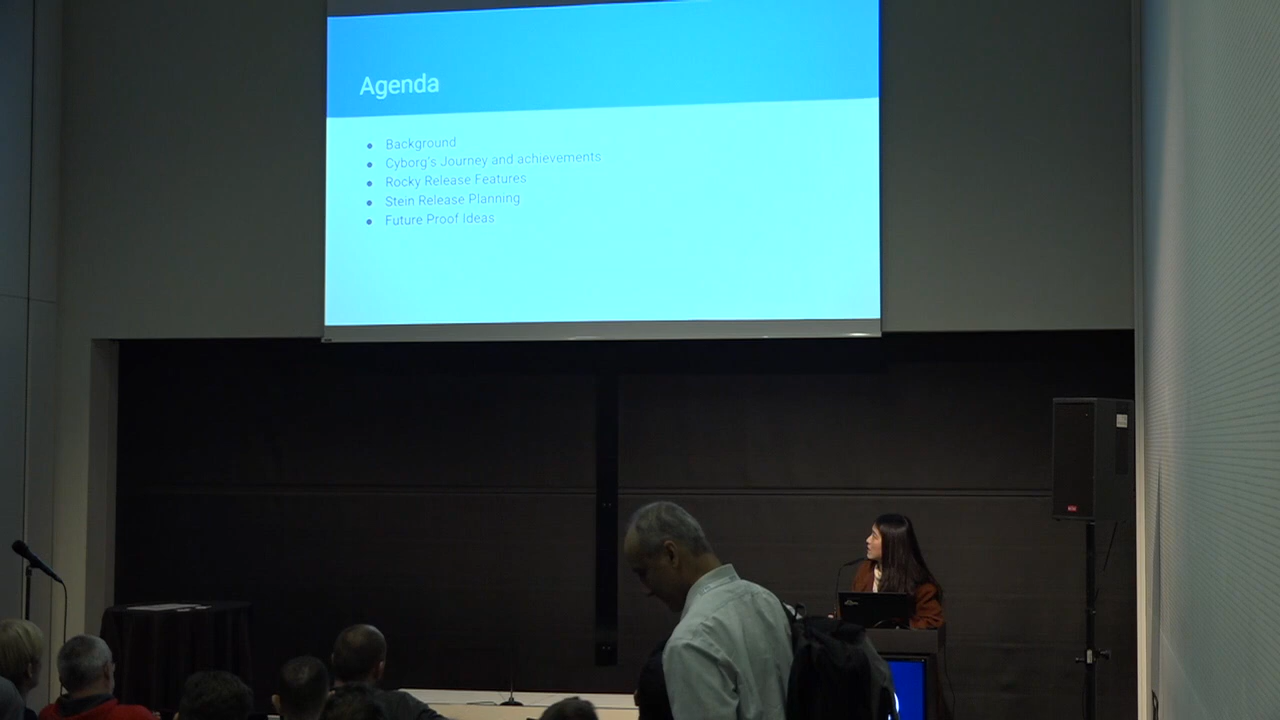 Agenda
● Background
● Cyborg's Journey and achievements
● Rocky Release Features
● Stein Release Planning
● Future Proof Ideas